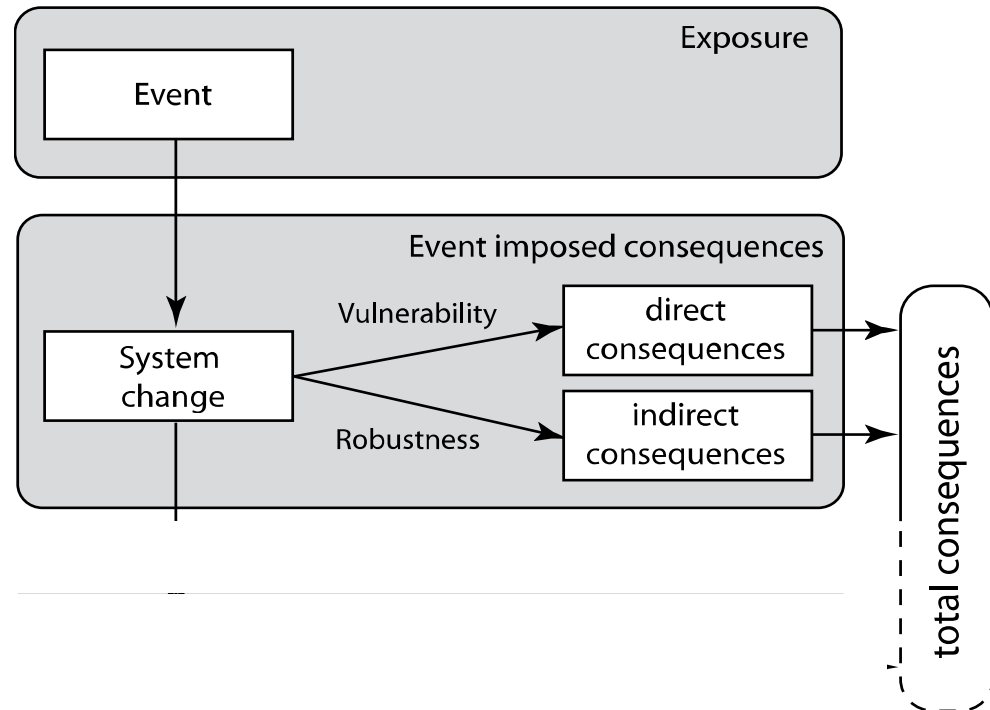 Exposure
Event
Event imposed consequences
Vulnerability
direct
consequences
System
change
Robustness
indirect
consequences
total consequences